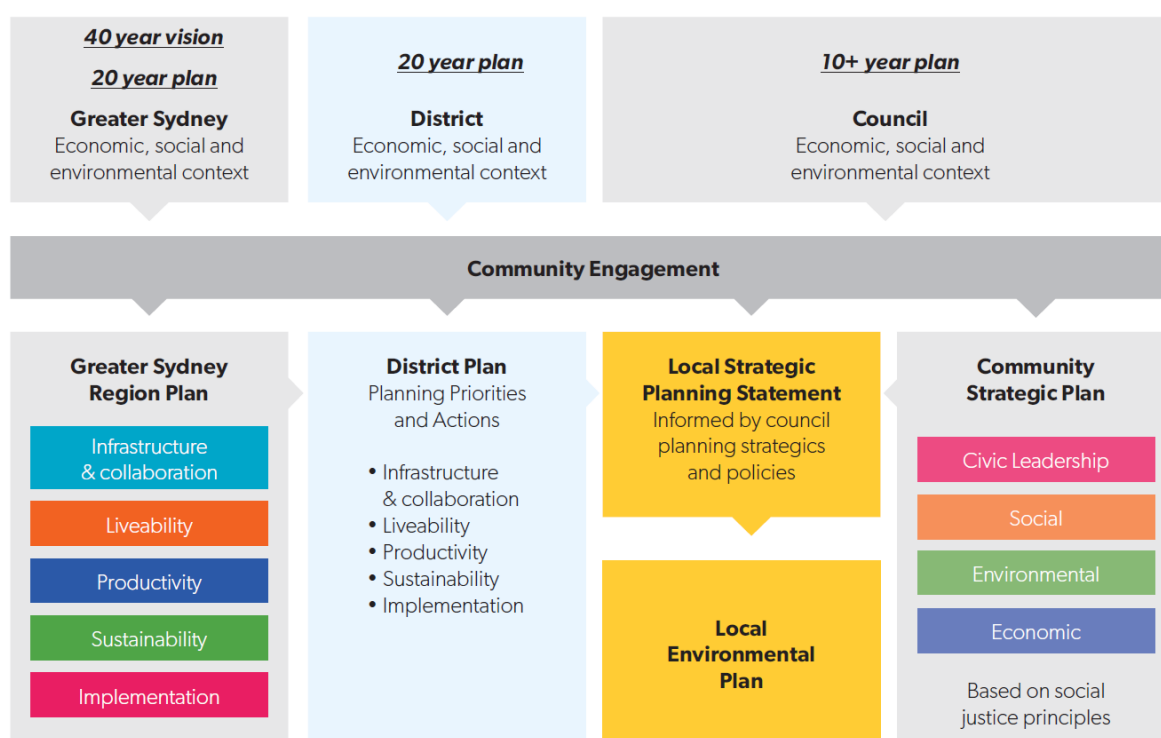 40 year vision
20 year plan
Greater Sydney
Economic, social and
environmental context
20 year plan
District
Economic, social and
environmental context
10+ year plan
Council
Economic, social and
environmental context
Community Engagement
Greater Sydney
Region Plan
Infrastructure
& collaboration
Liveability
Productivity
Sustainability
Implementation
District Plan
Planning Priorities
and Actions
• Infrastructure
& collaboration
• Liveability
• Productivity
• Sustainability
• Implementation
Local Strategic
Planning Statement
Informed by council
planning strategics
and policies
Local
Environmental
Plan
Community
Strategic Plan
Civic Leadership
Social
Environmental
Economic
Based on social
justice principles